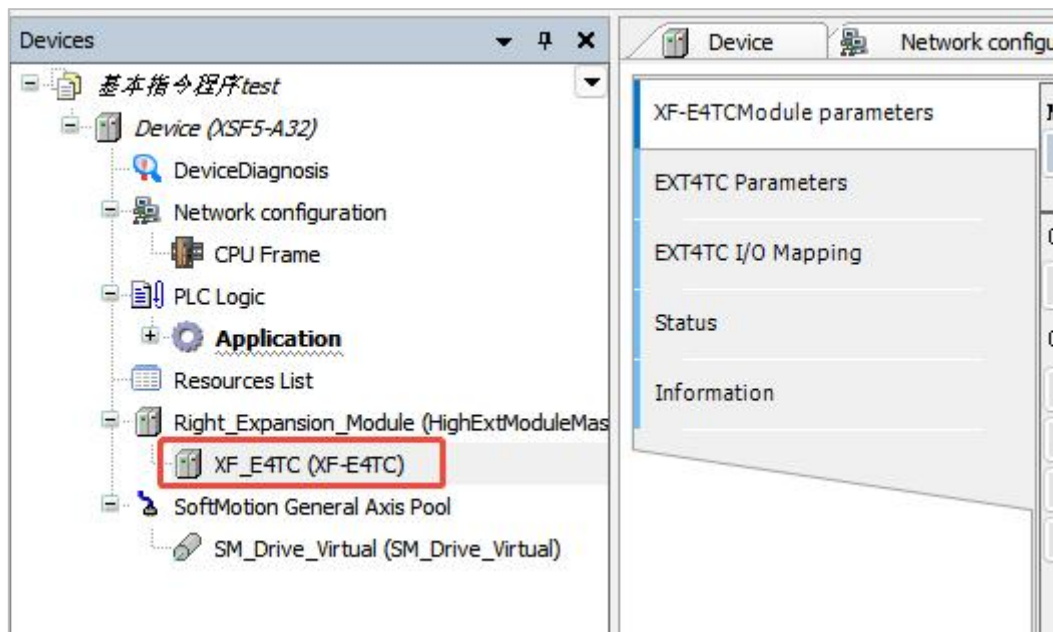 Devices
基本指令程序test
Device (XSF5-A32)
DeviceDiagnosis
Network configuration
CPU Frame
PLC Logic
Application
Resources List
Right_Expansion_Module (HighExtModuleMas
XF_E4TC (XF-E4TC)
SoftMotion General Axis Pool
SM_Drive_Virtual (SM_Drive_Virtual)
Device
Network configu
XF-E4TCModule parameters
EXT4TC Parameters
EXT4TC I/O Mapping
Status
Information